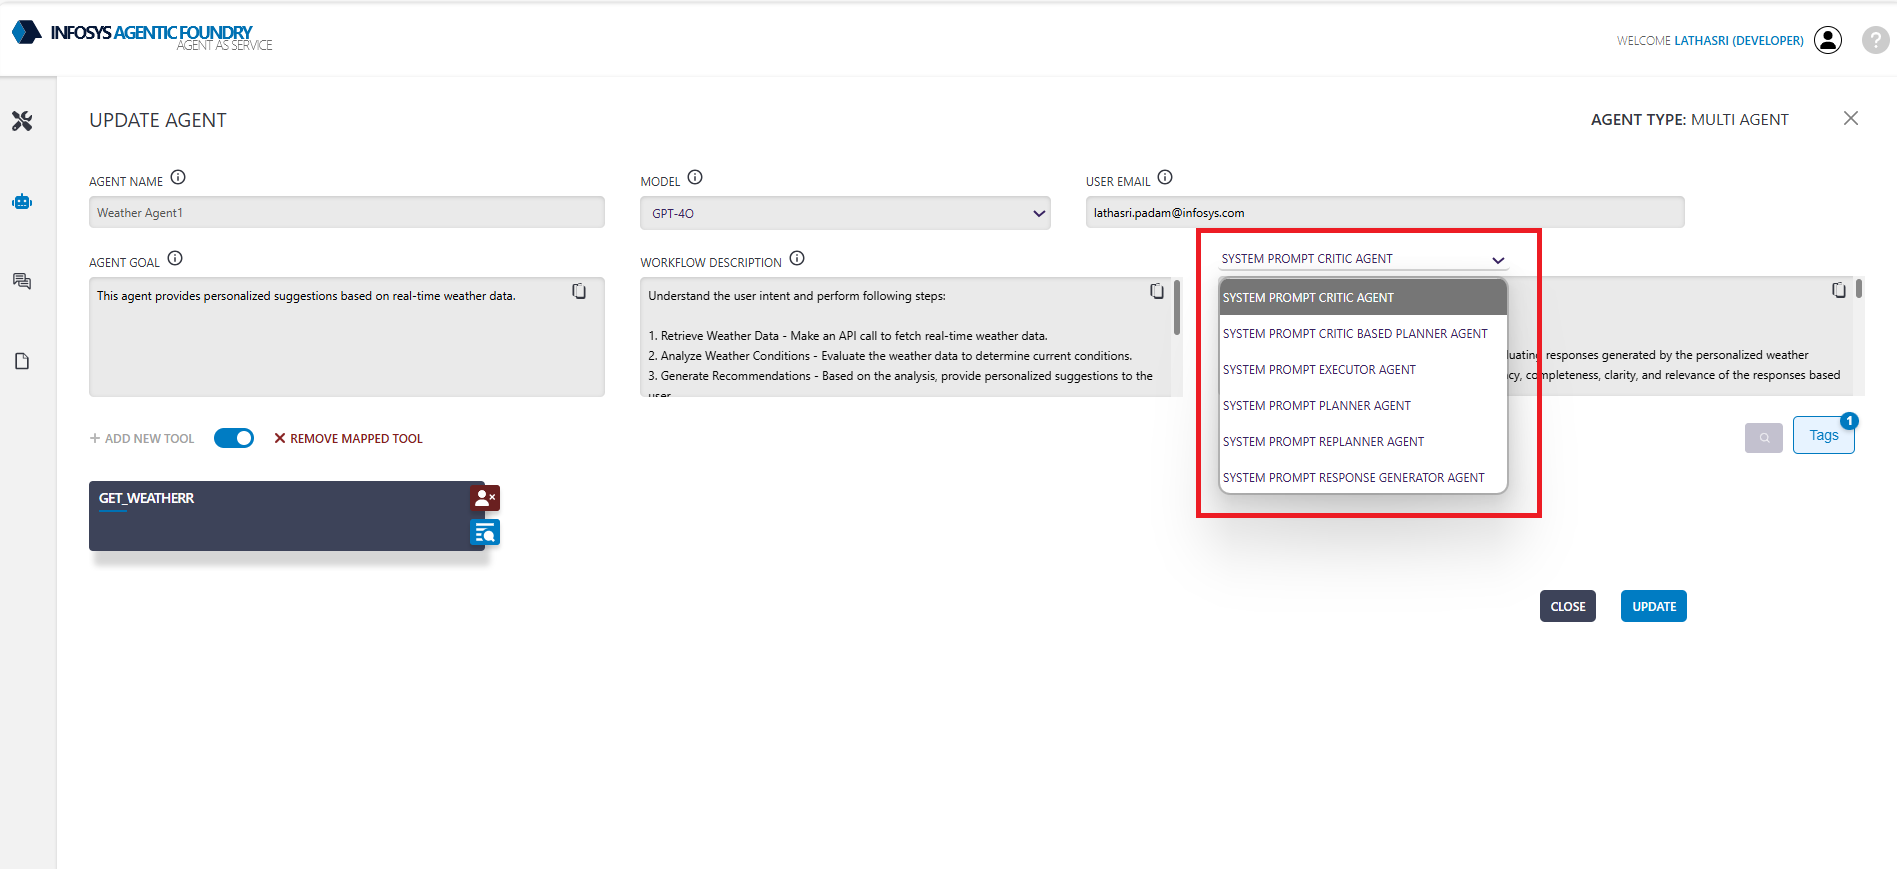 INFOSYS AGENTIC FOUNDRY
AGENT AS SERVICE
WELCOME LATHASRI (DEVELOPER)
?
UPDATE AGENT
AGENT TYPE: MULTI AGENT
AGENT NAME
Weather Agent1
MODEL
GPT-4O
USER EMAIL
lathasri.padam@infosys.com
AGENT GOAL
This agent provides personalized suggestions based on real-time weather data.
WORKFLOW DESCRIPTION
Understand the user intent and perform following steps:
1. Retrieve Weather Data - Make an API call to fetch real-time weather data.
2. Analyze Weather Conditions - Evaluate the weather data to determine current conditions.
3. Generate Recommendations - Based on the analysis, provide personalized suggestions to the
user
SYSTEM PROMPT CRITIC AGENT
SYSTEM PROMPT CRITIC AGENT
SYSTEM PROMPT CRITIC BASED PLANNER AGENT
SYSTEM PROMPT EXECUTOR AGENT
SYSTEM PROMPT PLANNER AGENT
SYSTEM PROMPT REPLANNER AGENT
SYSTEM PROMPT RESPONSE GENERATOR AGENT
responses generated by the personalized weather
completeness, clarity, and relevance of the responses based
+ ADD NEW TOOL
REMOVE MAPPED TOOL
Tags
1
GET_WEATHERR
CLOSE
UPDATE